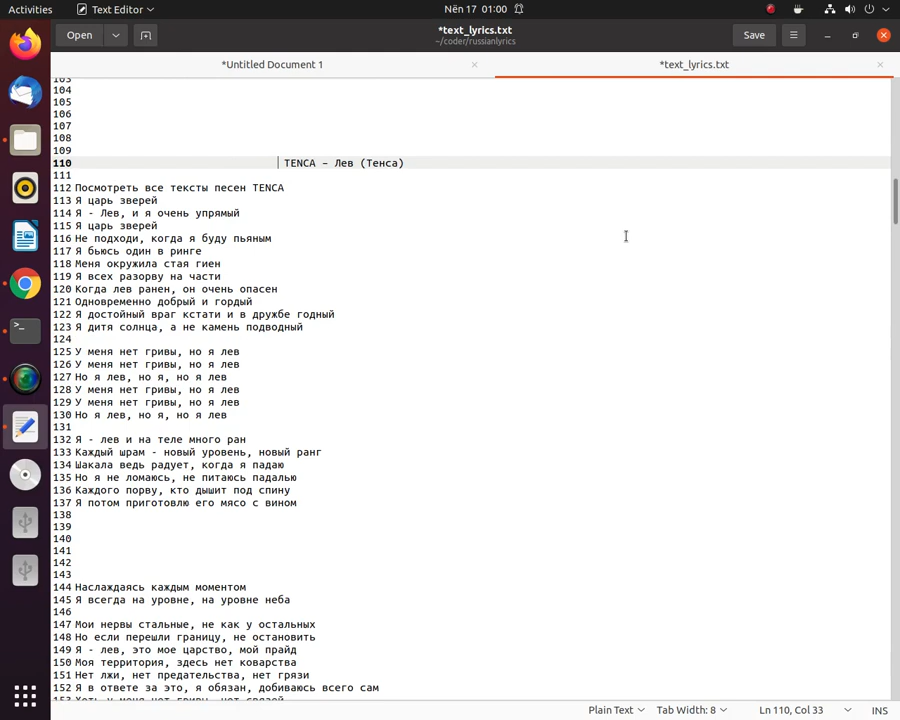 Activities
Text Editor
Nën 17 01:00
Open
*text_lyrics.txt
~/coder/russianlyrics
Save
*Untitled Document 1
*text_lyrics.txt
103
104
105
106
107
108
109
110 TENCA – Лев (Тенса)
111
112 Посмотреть все тексты песен TENCA
113 Я царь зверей
114 Я - Лев, и я очень упрямый
115 Я царь зверей
116 Не подходи, когда я буду пьяным
117 Я бьюсь один в ринге
118 Меня окружила стая гиен
119 Я всех разорву на части
120 Когда лев ранен, он очень опасен
121 Одновременно добрый и гордый
122 Я достойный враг кстати и в дружбе годный
123 Я дитя солнца, а не камень подводный
124
125 У меня нет гривы, но я лев
126 У меня нет гривы, но я лев
127 Но я лев, но я, но я лев
128 У меня нет гривы, но я лев
129 У меня нет гривы, но я лев
130 Но я лев, но я, но я лев
131
132 Я - лев и на теле много ран
133 Каждый шрам - новый уровень, новый ранг
134 Шакала ведь радует, когда я падаю
135 Но я не ломаюсь, не питаюсь падалью
136 Каждого порву, кто дышит под спину
137 Я потом приготовлю его мясо с вином
138
139
140
141
142
143
144 Наслаждаясь каждым моментом
145 Я всегда на уровне, на уровне неба
146
147 Мои нервы стальные, не как у остальных
148 Но если перешли границу, не остановить
149 Я - лев, это мое царство, мой прайд
150 Моя территория, здесь нет коварства
151 Нет лжи, нет предательства, нет грязи
152 Я в ответе за это, я обязан, добиваюсь всего сам
153 Хоть у меня нет гривы, нет связей
Plain Text
Tab Width: 8
Ln 110, Col 33
INS